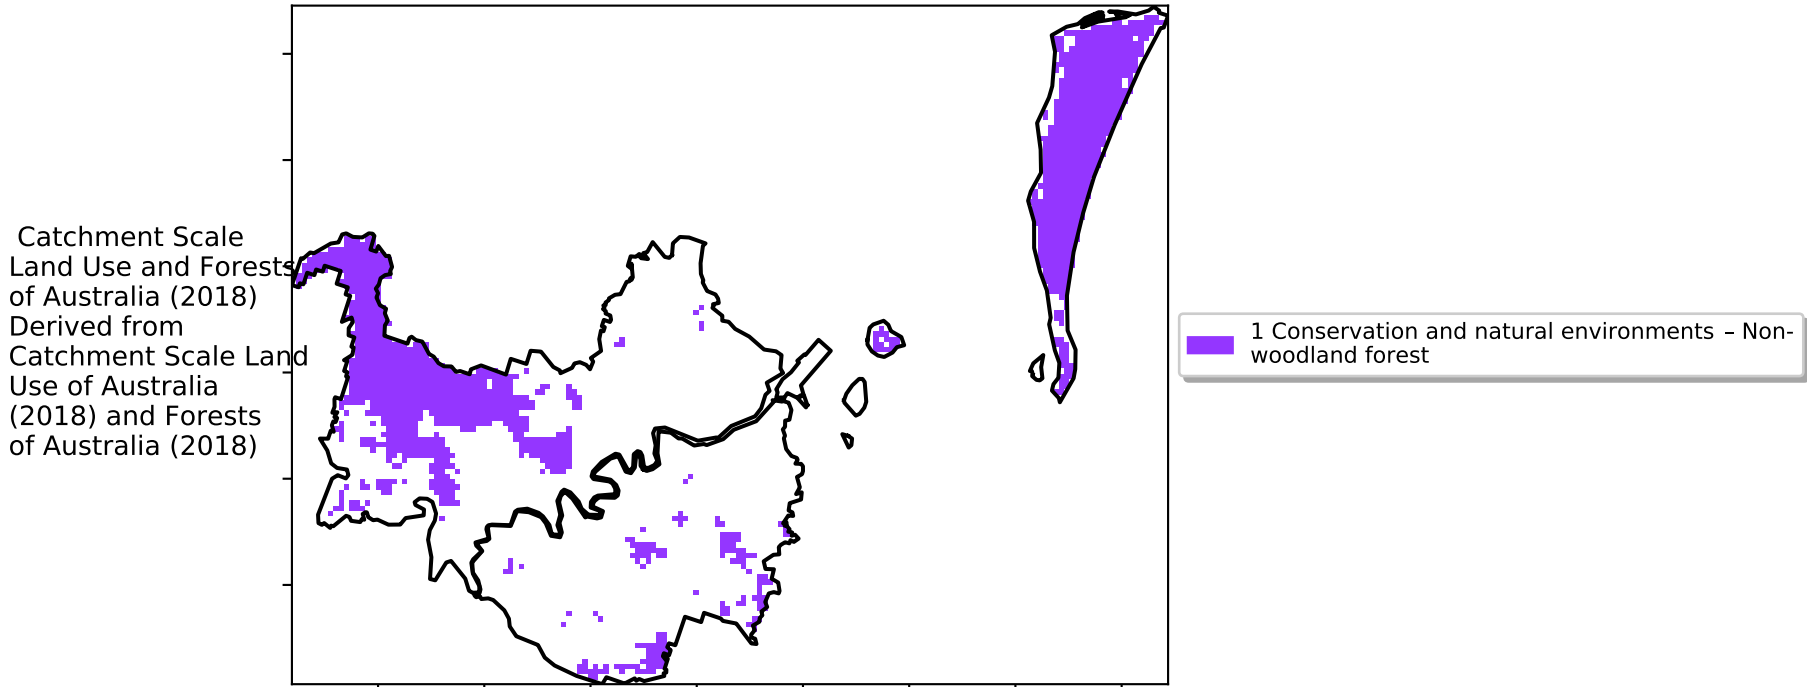 Catchment Scale
Land Use and Forests
of Australia (2018)
Derived from
Catchment Scale Land
Use of Australia
(2018) and Forests
of Australia (2018)
1 Conservation and natural environments – Non-
woodland forest